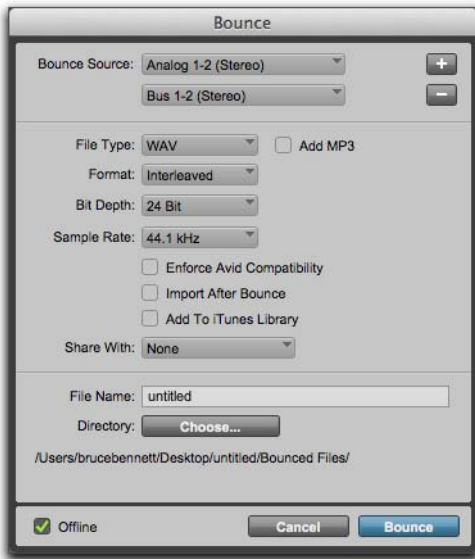 Bounce
Bounce Source: Analog 1-2 (Stereo) +
Bus 1-2 (Stereo) −
File Type: WAV Add MP3
Format: Interleaved
Bit Depth: 24 Bit
Sample Rate: 44.1 kHz
Enforce Avid Compatibility
Import After Bounce
Add To iTunes Library
Share With: None
File Name: untitled
Directory: Choose...
/Users/brucebennett/Desktop/untitled/Bounced Files/
Offline Cancel Bounce